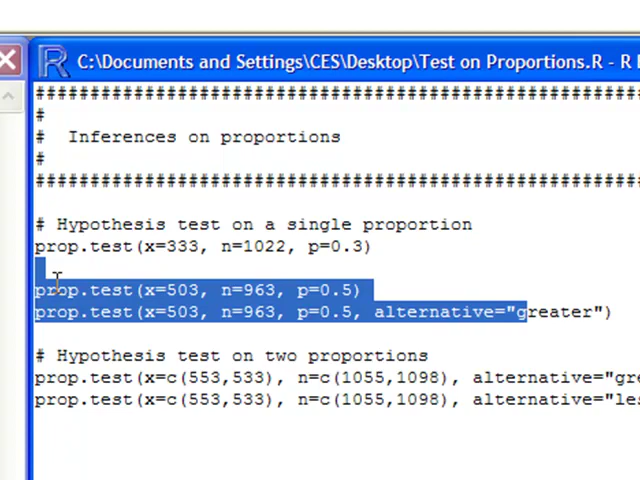 C:\Documents and Settings\CES\Desktop\Test on Proportions.R - R
##########################################################
#
# Inferences on proportions
#
##########################################################
# Hypothesis test on a single proportion
prop.test(x=333, n=1022, p=0.3)
prop.test(x=503, n=963, p=0.5)
prop.test(x=503, n=963, p=0.5, alternative="greater")
# Hypothesis test on two proportions
prop.test(x=c(553,533), n=c(1055,1098), alternative="gre
prop.test(x=c(553,533), n=c(1055,1098), alternative="les